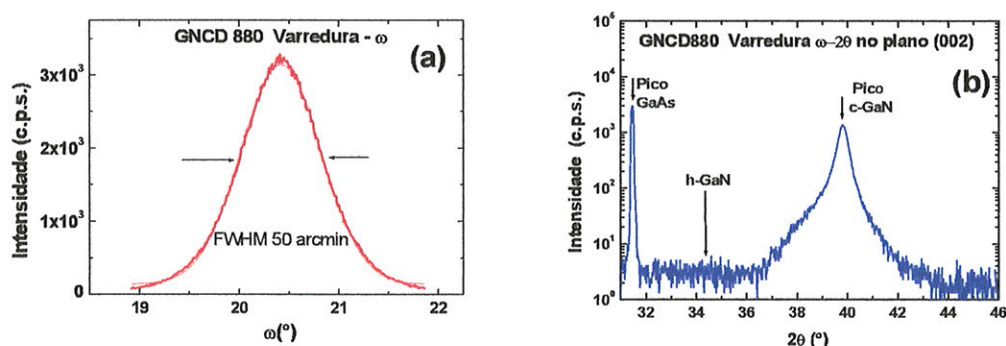 GNCD 880 Varredura - ω
(a)
Intensidade (c.p.s.)
3x10³
2x10³
1x10³
0
FWHM 50 arcmin
19 20 21 22
ω(°)
GNCD880 Varredura ω-2θ no plano (002)
(b)
Intensidade (c.p.s.)
10⁵
10⁴
10³
10²
10¹
10⁰
Pico
GaAs
h-GaN
Pico
c-GaN
32 34 36 38 40 42 44 46
2θ (°)